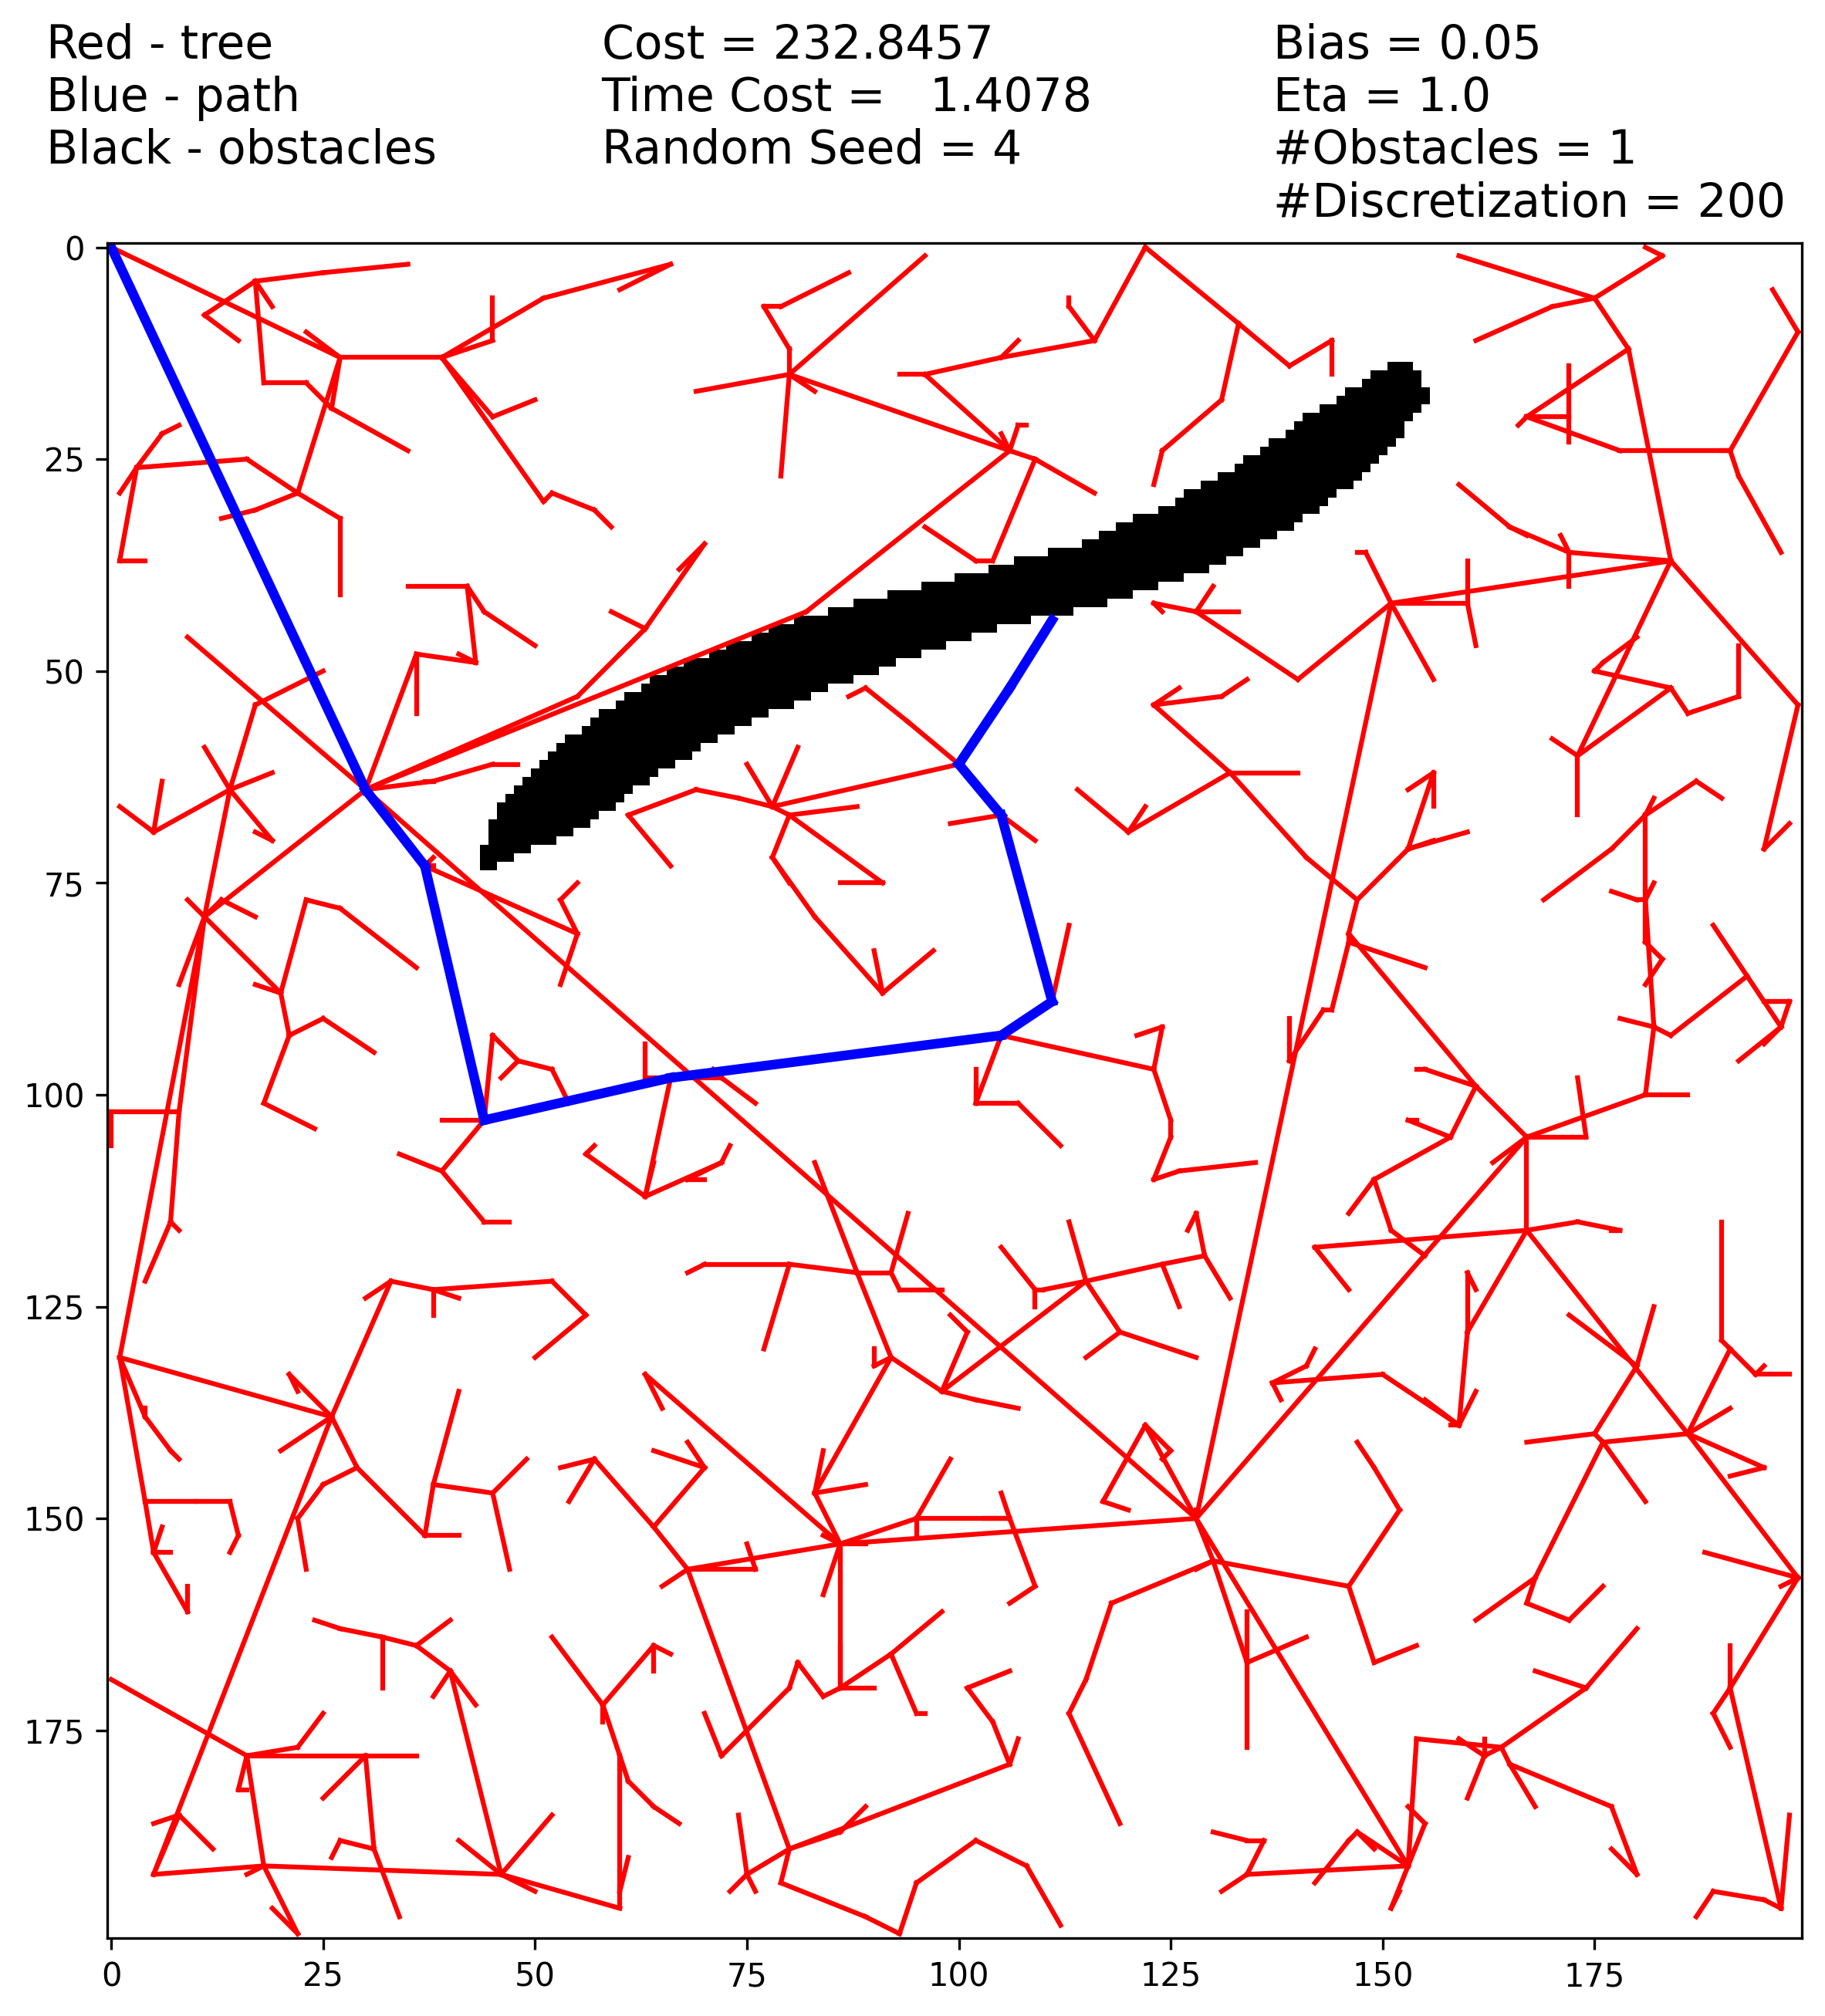 Red - tree
Blue - path
Black - obstacles
Cost = 232.8457
Time Cost =   1.4078
Random Seed = 4
Bias = 0.05
Eta = 1.0
#Obstacles = 1
#Discretization = 200
0
25
50
75
100
125
150
175
0
25
50
75
100
125
150
175